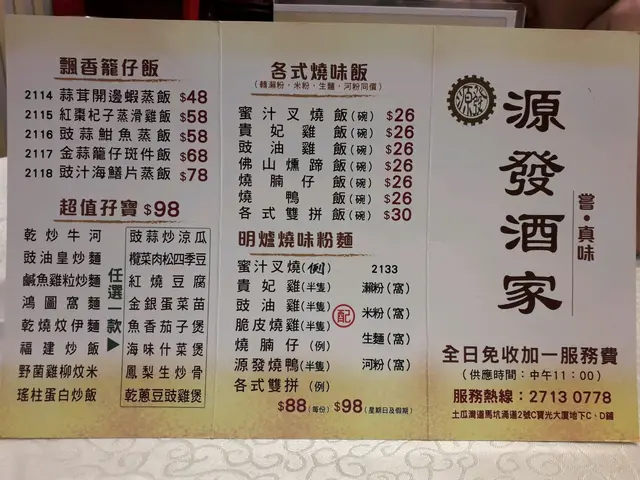 飄香籠仔飯
2114 蒜茸開邊蝦蒸飯 $48
2115 紅棗杞子蒸滑雞飯 $58
2116 豉蒜鮒魚蒸飯 $58
2117 金蒜籠仔斑件飯 $68
2118 豉汁海鱔片蒸飯 $78
超值孖寶 $98
乾炒牛河
豉油皇炒麵
鹹魚雞粒炒麵
鴻圖窩麵
乾燒炆伊麵
福建炒飯
野菌雞柳炆米
瑤柱蛋白炒飯
任選一款
豉蒜炒涼瓜
欖菜肉松四季豆
紅燒豆腐
金銀蛋菜苗
魚香茄子煲
海味什菜煲
鳳梨生炒骨
乾蔥豆豉雞煲
各式燒味飯
(轉瀨粉、米粉、生麵、河粉同價)
蜜汁叉燒飯(碗) $26
貴妃雞飯(碗) $26
豉油雞飯(碗) $26
佛山燻蹄飯(碗) $26
燒腩仔飯(碗) $26
燒鴨飯(碗) $26
各式雙拼飯(碗) $30
明爐燒味粉麵
蜜汁叉燒(例) 2133
貴妃雞(半隻)
豉油雞(半隻)
脆皮燒雞(半隻)
燒腩仔(例)
源發燒鴨(半隻)
各式雙拼(例)
配
瀨粉(窩)
米粉(窩)
生麵(窩)
河粉(窩)
$88(每份) $98(星期日及假期)
源發
源發酒家
嘗·真味
全日免收加一服務費
(供應時間:中午11:00)
服務熱線:2713 0778
土瓜灣道馬坑涌道2號C寶光大廈地下C、D舖